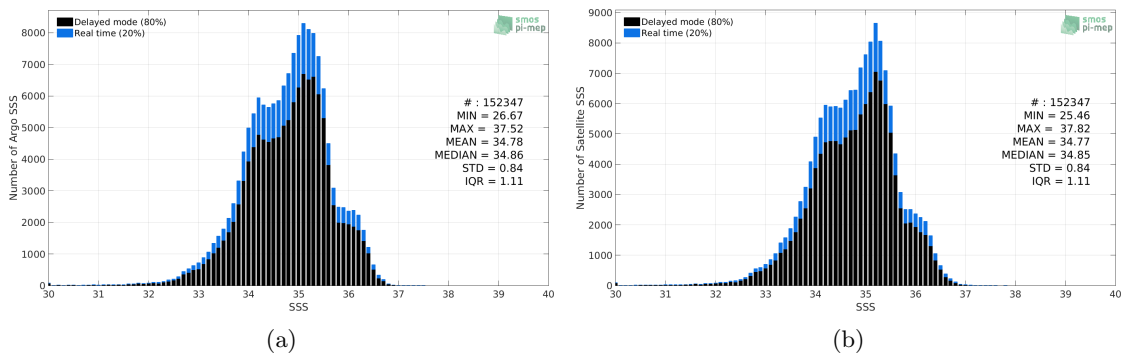 Delayed mode (80%)
Real time (20%)
smos
pi-mep
8000
7000
6000
5000
4000
3000
2000
1000
0
Number of Argo SSS
# : 152347
MIN = 26.67
MAX = 37.52
MEAN = 34.78
MEDIAN = 34.86
STD = 0.84
IQR = 1.11
30 31 32 33 34 35 36 37 38 39 40
SSS
(a)
Delayed mode (80%)
Real time (20%)
smos
pi-mep
9000
8000
7000
6000
5000
4000
3000
2000
1000
0
Number of Satellite SSS
# : 152347
MIN = 25.46
MAX = 37.82
MEAN = 34.77
MEDIAN = 34.85
STD = 0.84
IQR = 1.11
30 31 32 33 34 35 36 37 38 39 40
SSS
(b)